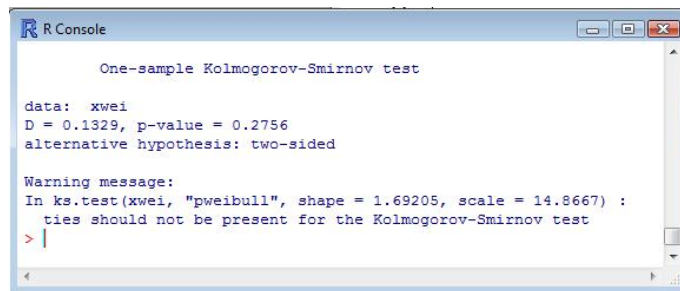 R Console
One-sample Kolmogorov-Smirnov test
data: xwei
D = 0.1329, p-value = 0.2756
alternative hypothesis: two-sided
Warning message:
In ks.test(xwei, "pweibull", shape = 1.69205, scale = 14.8667) :
ties should not be present for the Kolmogorov-Smirnov test
>